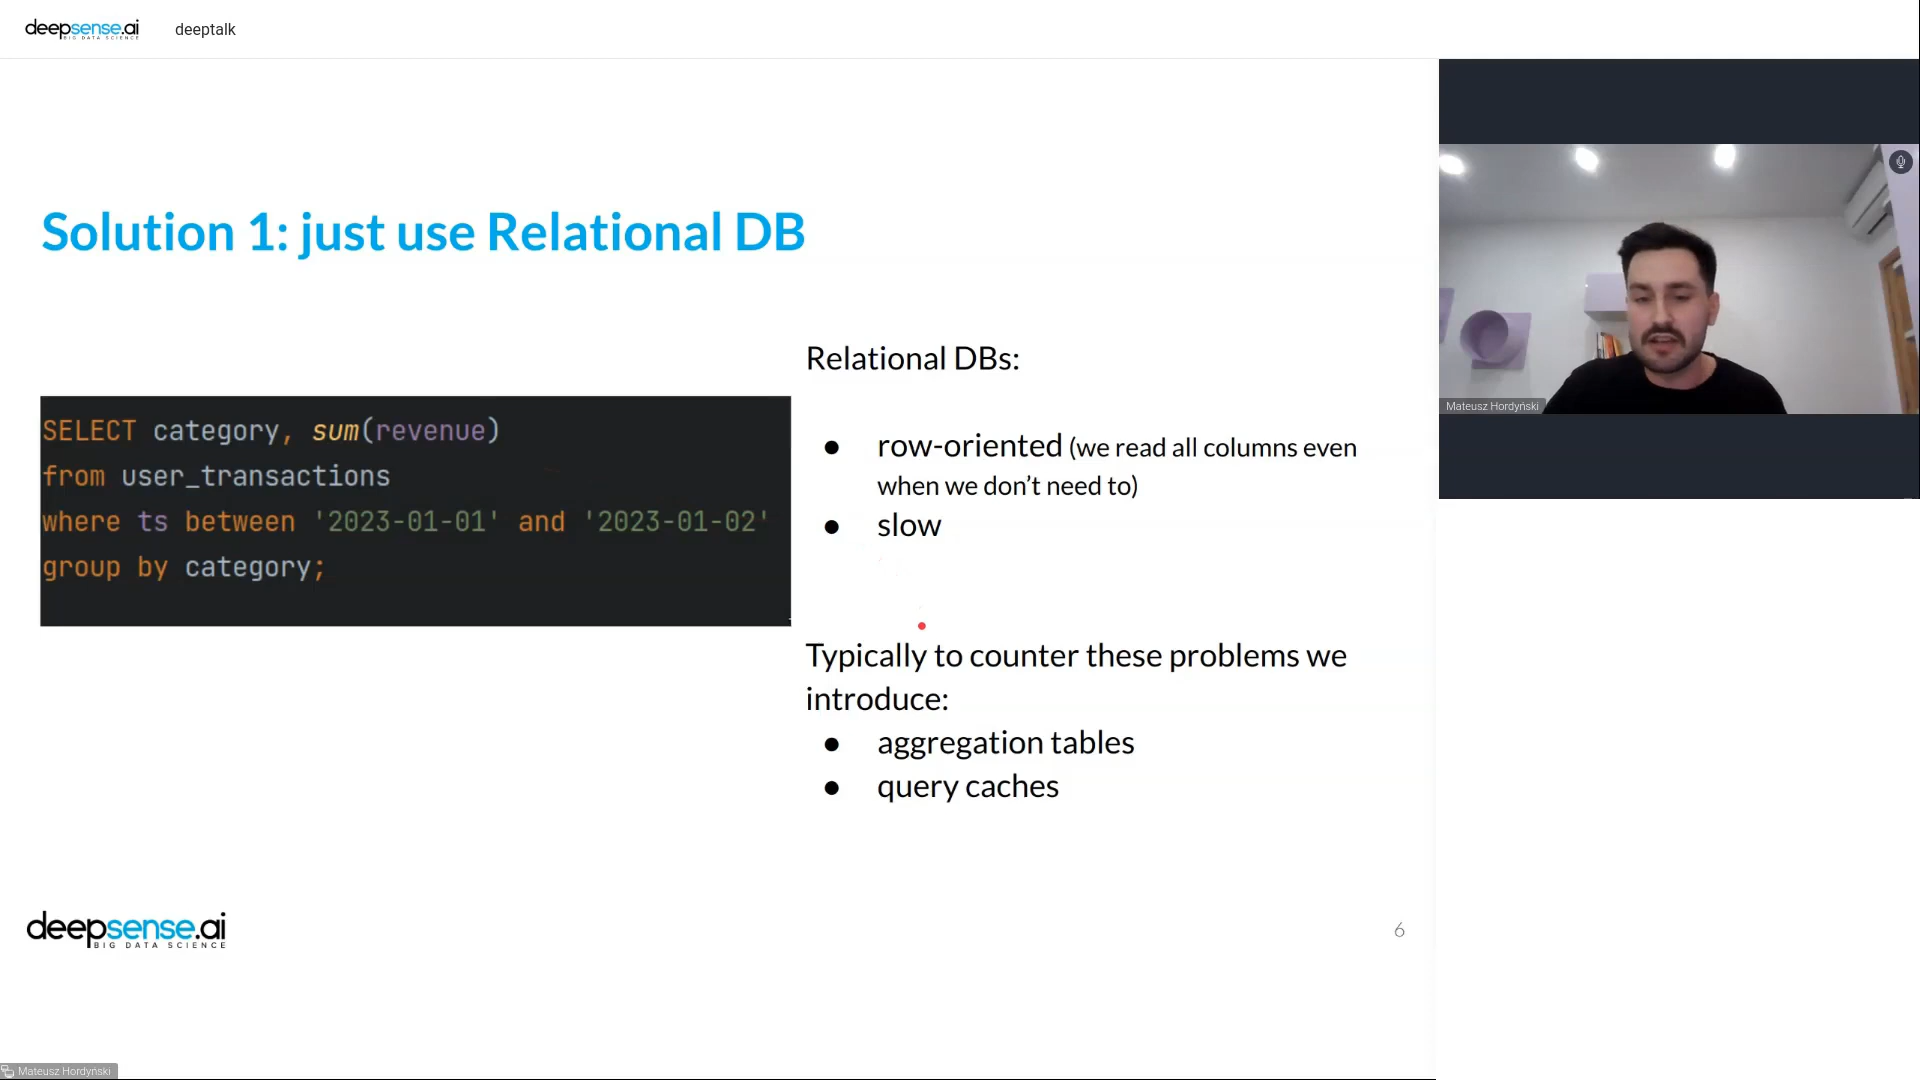 deepsense.ai
BIG DATA SCIENCE
deeptalk
Solution 1: just use Relational DB
SELECT category, sum(revenue)
from user_transactions
where ts between '2023-01-01' and '2023-01-02'
group by category;
Relational DBs:
● row-oriented (we read all columns even
when we don’t need to)
● slow
Typically to counter these problems we
introduce:
● aggregation tables
● query caches
Mateusz Hordyński
deepsense.ai
BIG DATA SCIENCE
6
Mateusz Hordyński